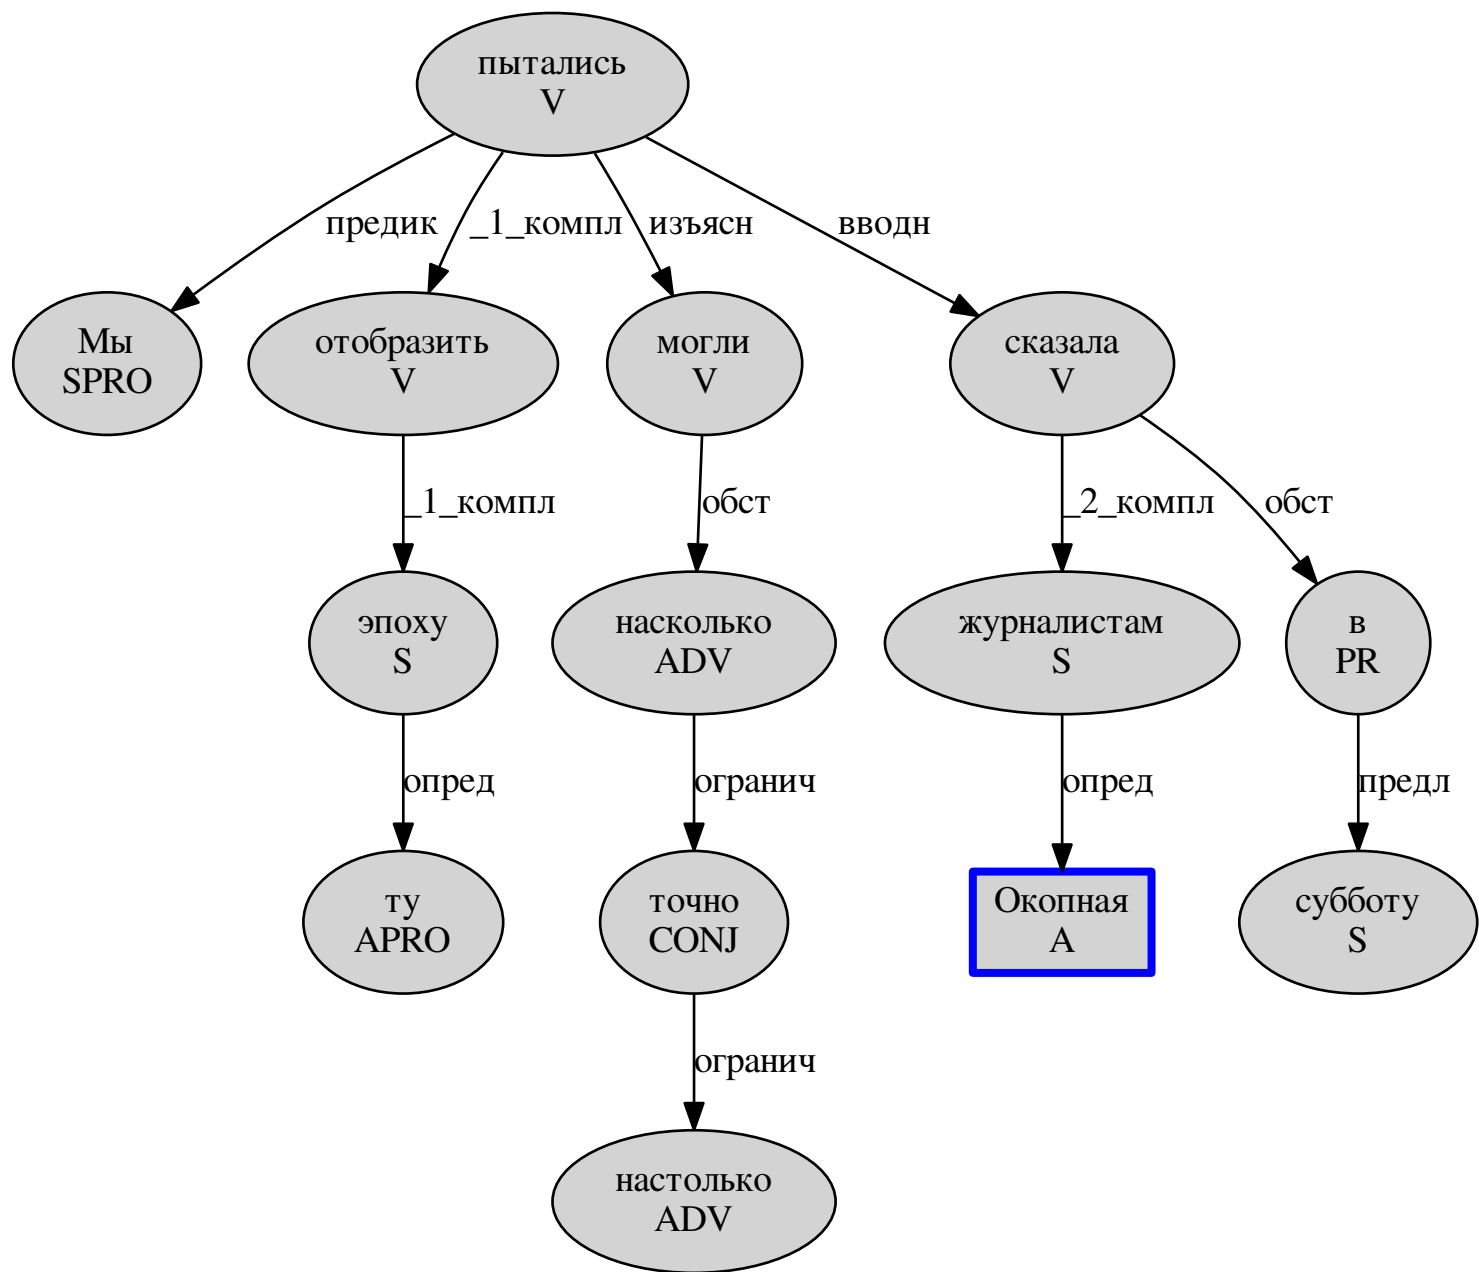 пытались
V
предик
_1_компл
изъясн
вводн
Мы
SPRO
отобразить
V
могли
V
сказала
V
_1_компл
обст
_2_компл
обст
эпоху
S
насколько
ADV
журналистам
S
в
PR
опред
огранич
опред
предл
ту
APRO
точно
CONJ
Окопная
A
субботу
S
огранич
настолько
ADV